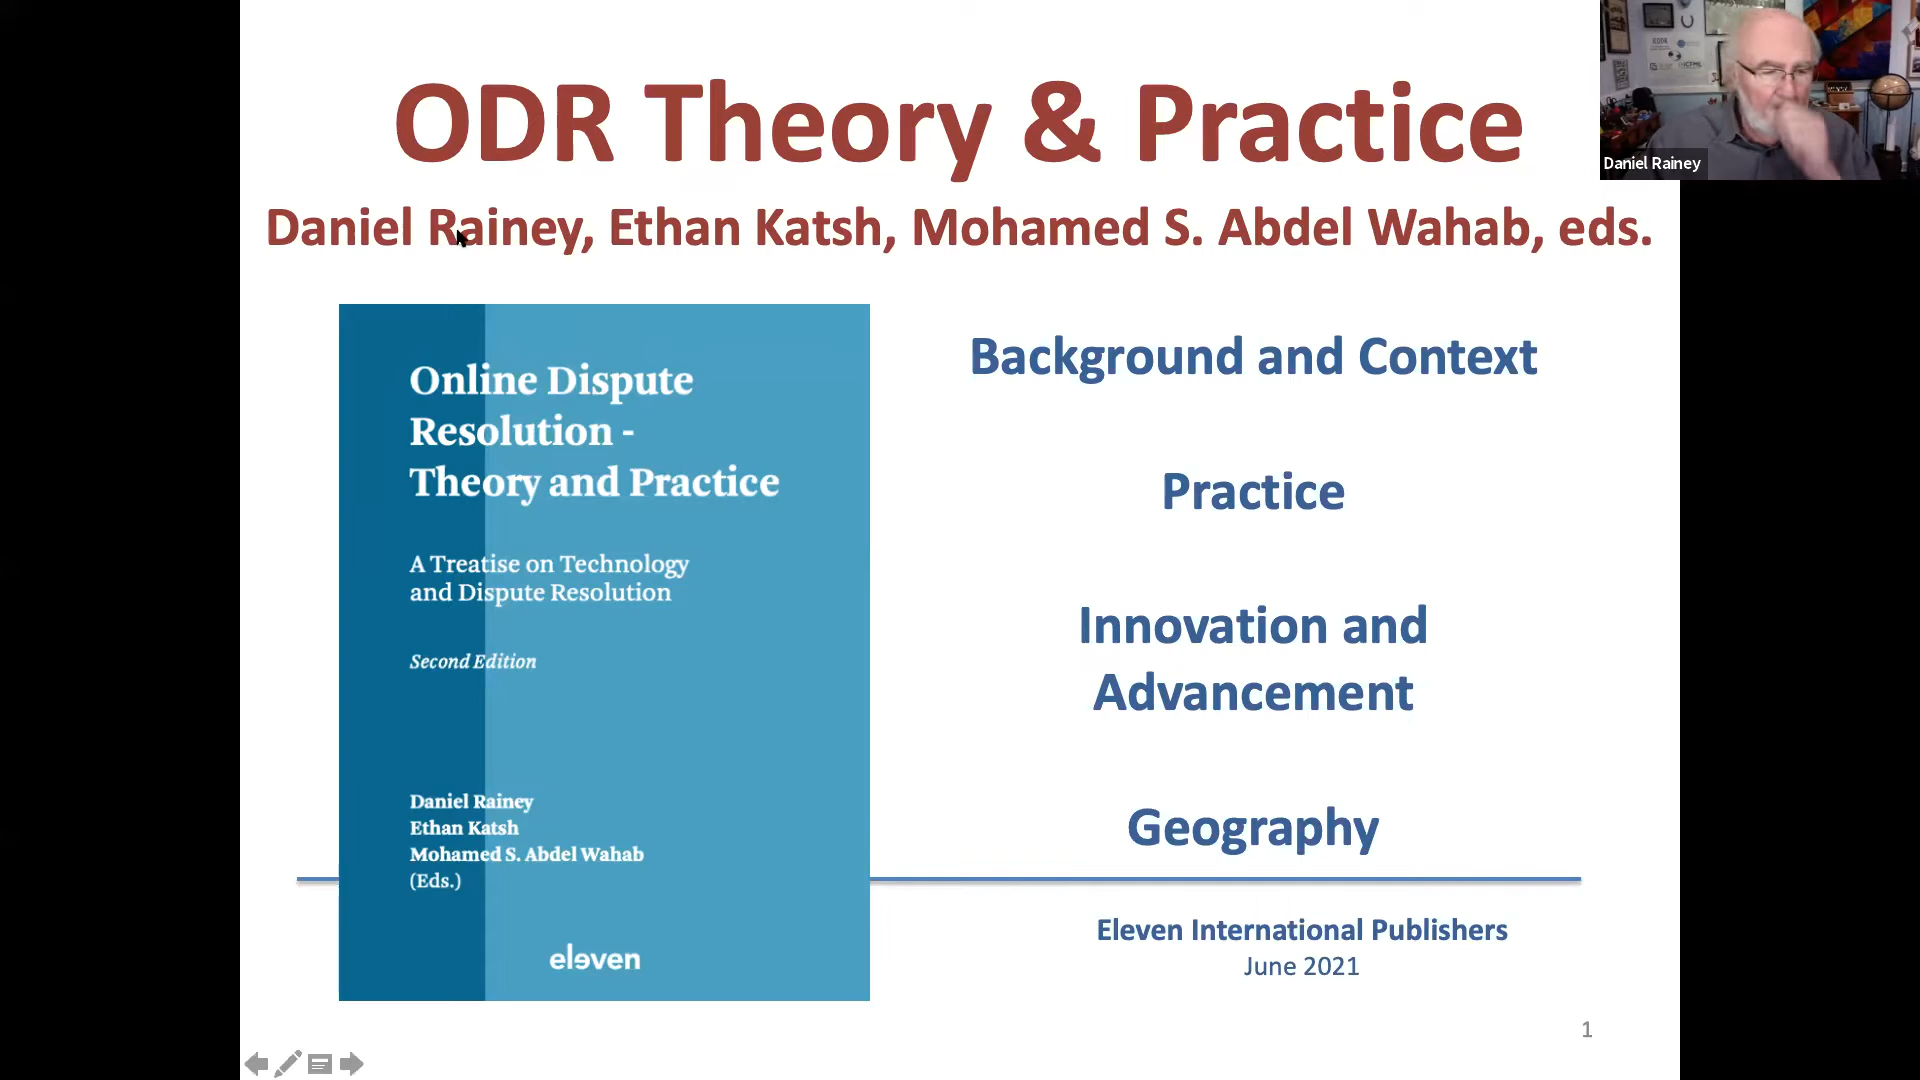 ODR Theory & Practice
Daniel Rainey, Ethan Katsh, Mohamed S. Abdel Wahab, eds.
Daniel Rainey
Online Dispute
Resolution -
Theory and Practice
A Treatise on Technology
and Dispute Resolution
Second Edition
Daniel Rainey
Ethan Katsh
Mohamed S. Abdel Wahab
(Eds.)
eleven
Background and Context
Practice
Innovation and
Advancement
Geography
Eleven International Publishers
June 2021
1